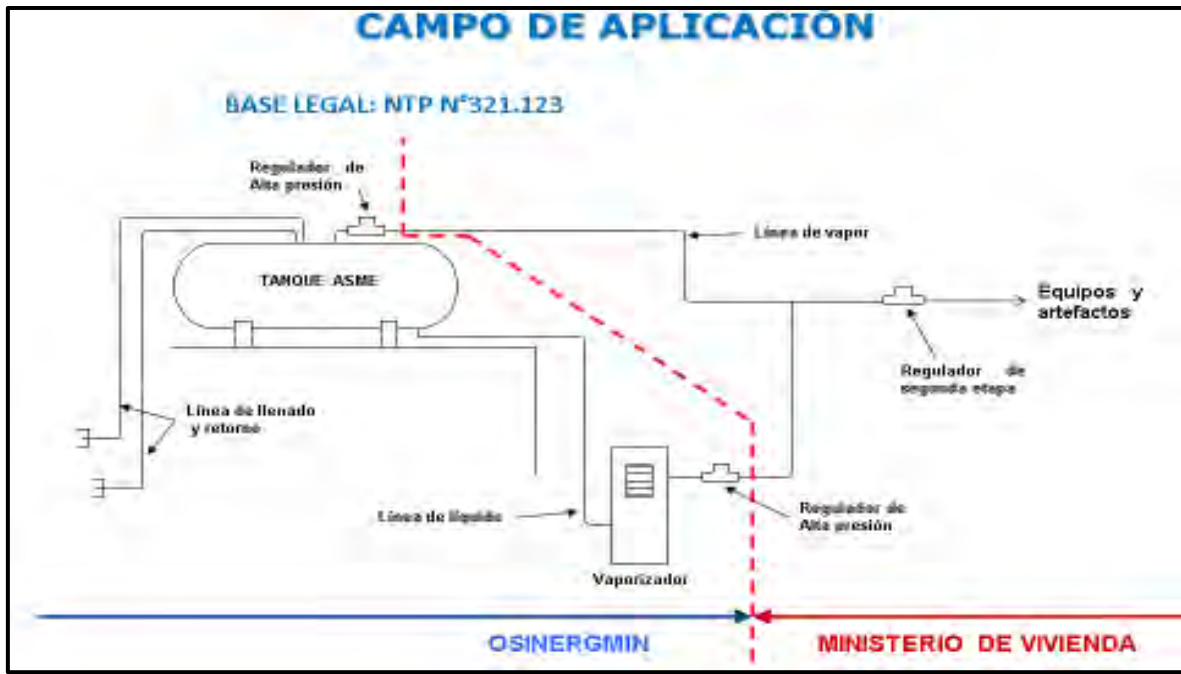 CAMPO DE APLICACIÓN
BASE LEGAL: NTP N°321.123
Regulador de
Alta presión
Línea de vapor
TANQUE ASME
Equipos y
artefactos
Regulador de
segunda etapa
Línea de llenado
y retorno
Línea de líquido
Regulador de
Alta presión
Vaporizador
OSINERGMIN
MINISTERIO DE VIVIENDA